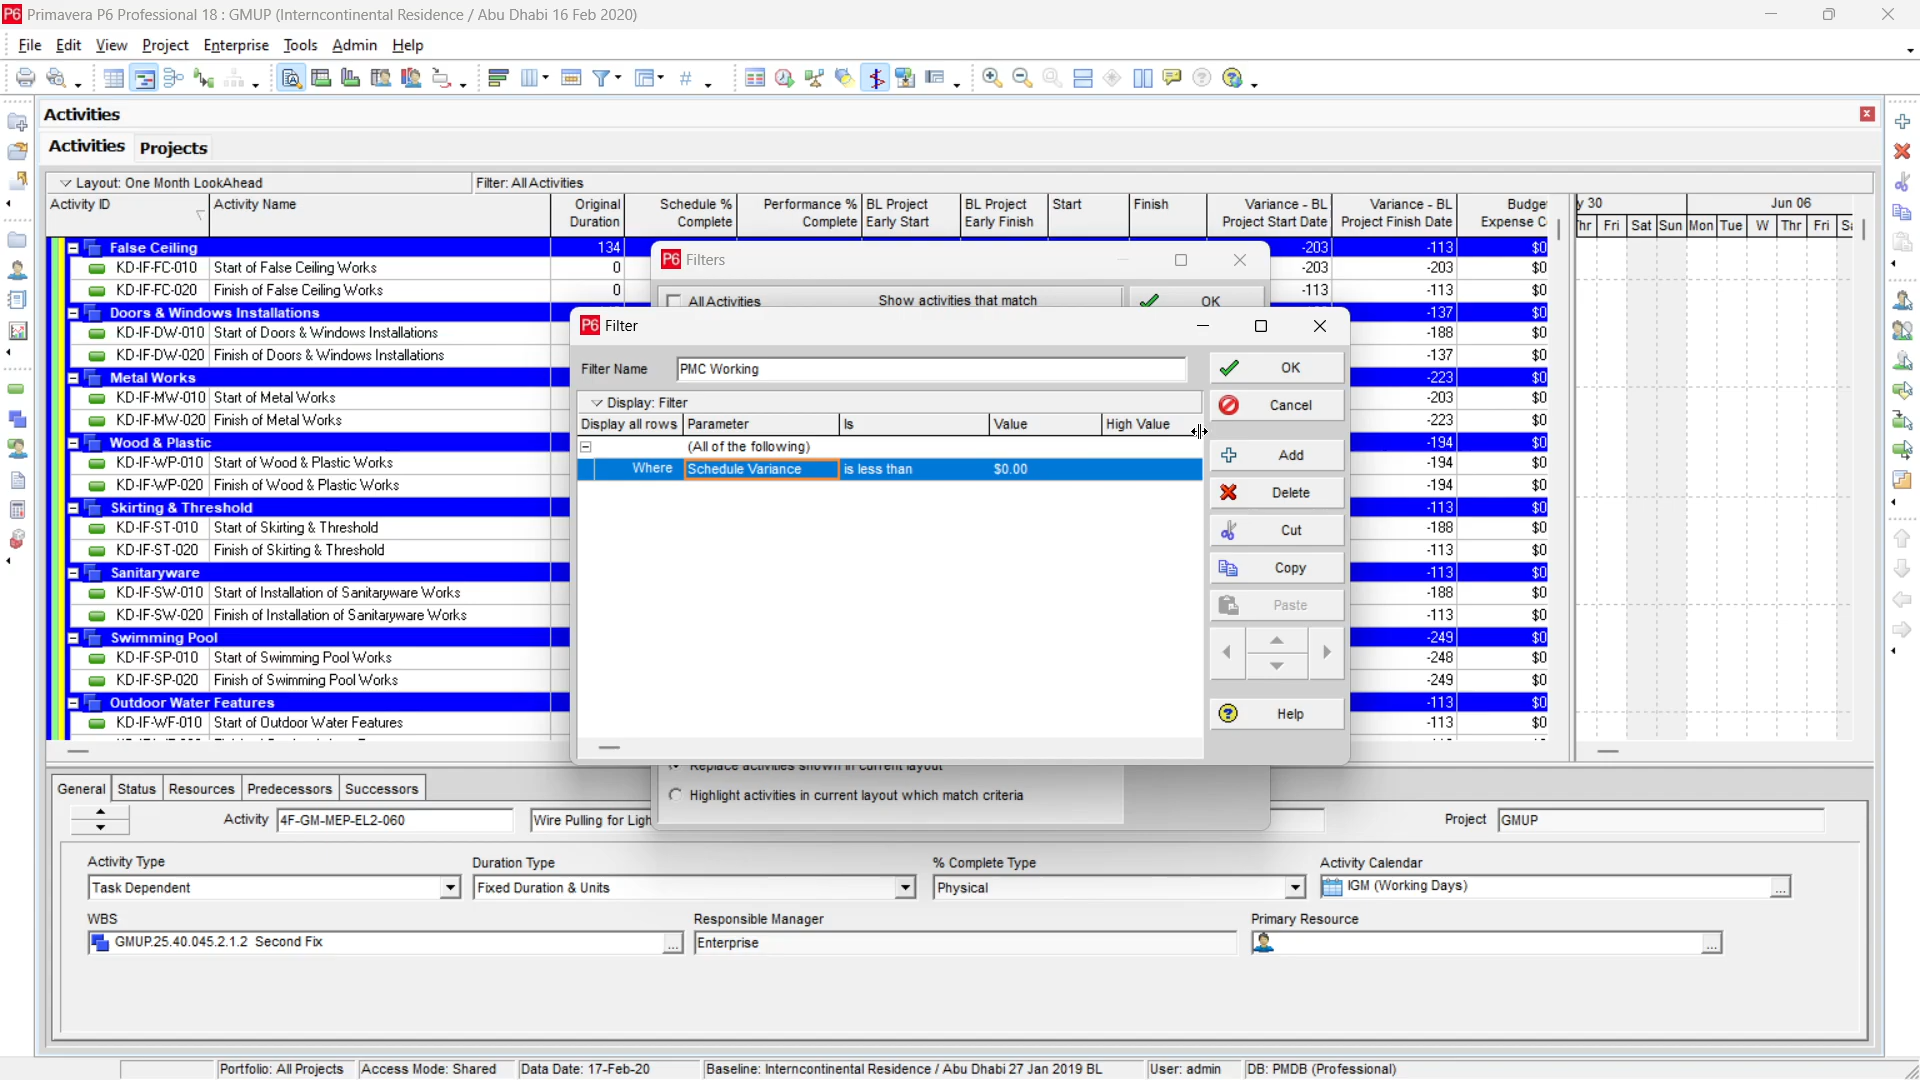 P6 Primavera P6 Professional 18 : GMUP (Interncontinental Residence / Abu Dhabi 16 Feb 2020)
File Edit View Project Enterprise Tools Admin Help
Activities
Activities Projects
Layout: One Month LookAhead Filter: All Activities
Activity ID Activity Name Original Duration Schedule % Complete Performance % Complete BL Project Early Start BL Project Early Finish Start Finish Variance - BL Project Start Date Variance - BL Project Finish Date Budge Expense C y 30 Jun 06
hr Fri Sat Sun Mon Tue W Thr Fri Sa
False Ceiling 134 -203 -113 $0
KD-IF-FC-010 Start of False Ceiling Works 0 -203 -203 $0
KD-IF-FC-020 Finish of False Ceiling Works 0 -113 -113 $0
Doors & Windows Installations -137 $0
KD-IF-DW-010 Start of Doors & Windows Installations -188 $0
KD-IF-DW-020 Finish of Doors & Windows Installations -137 $0
Metal Works -223 $0
KD-IF-MW-010 Start of Metal Works -203 $0
KD-IF-MW-020 Finish of Metal Works -223 $0
Wood & Plastic -194 $0
KD-IF-WP-010 Start of Wood & Plastic Works -194 $0
KD-IF-WP-020 Finish of Wood & Plastic Works -194 $0
Skirting & Threshold -113 $0
KD-IF-ST-010 Start of Skirting & Threshold -188 $0
KD-IF-ST-020 Finish of Skirting & Threshold -113 $0
Sanitaryware -113 $0
KD-IF-SW-010 Start of Installation of Sanitaryware Works -188 $0
KD-IF-SW-020 Finish of Installation of Sanitaryware Works -113 $0
Swimming Pool -249 $0
KD-IF-SP-010 Start of Swimming Pool Works -248 $0
KD-IF-SP-020 Finish of Swimming Pool Works -249 $0
Outdoor Water Features -113 $0
KD-IF-WF-010 Start of Outdoor Water Features -113 $0
P6 Filters
All Activities Show activities that match OK
P6 Filter
Filter Name PMC Working OK
Display: Filter Cancel
Display all rows Parameter Is Value High Value
(All of the following) Add
Where Schedule Variance is less than $0.00
Delete
Cut
Copy
Paste
Help
Replace activities shown in current layout
Highlight activities in current layout which match criteria
General Status Resources Predecessors Successors
Activity 4F-GM-MEP-EL2-060 Wire Pulling for Ligh Project GMUP
Activity Type Duration Type % Complete Type Activity Calendar
Task Dependent Fixed Duration & Units Physical IGM (Working Days)
WBS Responsible Manager Primary Resource
GMUP.25.40.045.2.1.2 Second Fix Enterprise
Portfolio: All Projects Access Mode: Shared Data Date: 17-Feb-20 Baseline: Interncontinental Residence / Abu Dhabi 27 Jan 2019 BL User: admin DB: PMDB (Professional)